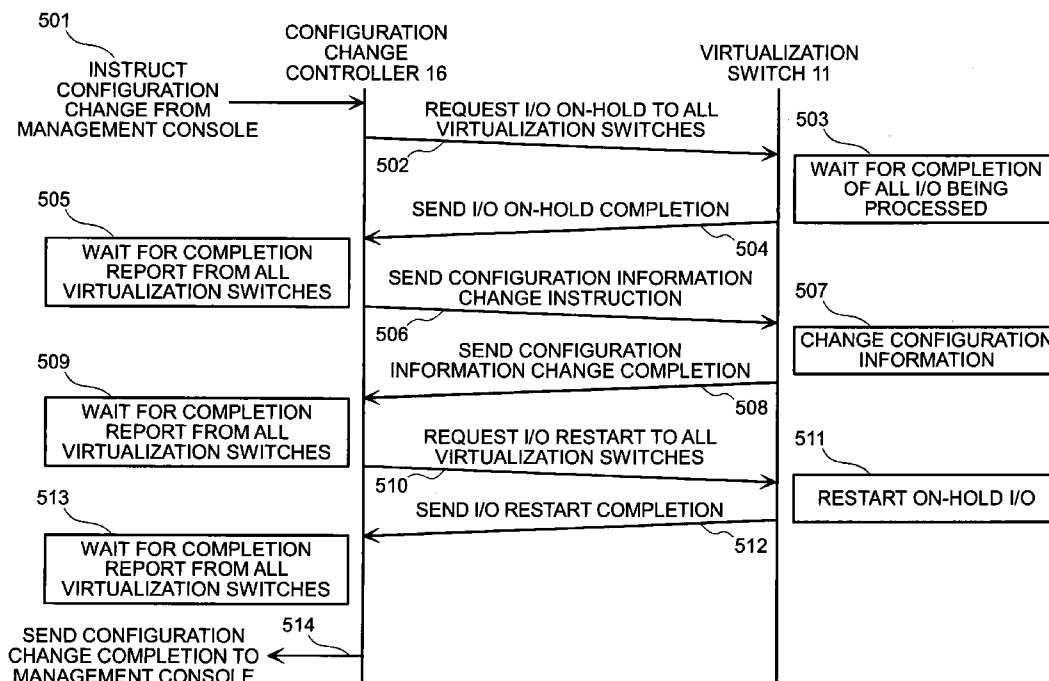 501
INSTRUCT
CONFIGURATION
CHANGE FROM
MANAGEMENT CONSOLE
CONFIGURATION
CHANGE
CONTROLLER 16
VIRTUALIZATION
SWITCH 11
REQUEST I/O ON-HOLD TO ALL
VIRTUALIZATION SWITCHES
502
503
WAIT FOR COMPLETION
OF ALL I/O BEING
PROCESSED
SEND I/O ON-HOLD COMPLETION
504
505
WAIT FOR COMPLETION
REPORT FROM ALL
VIRTUALIZATION SWITCHES
SEND CONFIGURATION INFORMATION
CHANGE INSTRUCTION
506
507
CHANGE CONFIGURATION
INFORMATION
SEND CONFIGURATION
INFORMATION CHANGE COMPLETION
508
509
WAIT FOR COMPLETION
REPORT FROM ALL
VIRTUALIZATION SWITCHES
REQUEST I/O RESTART TO ALL
VIRTUALIZATION SWITCHES
510
511
RESTART ON-HOLD I/O
SEND I/O RESTART COMPLETION
512
513
WAIT FOR COMPLETION
REPORT FROM ALL
VIRTUALIZATION SWITCHES
514
SEND CONFIGURATION
CHANGE COMPLETION TO
MANAGEMENT CONSOLE